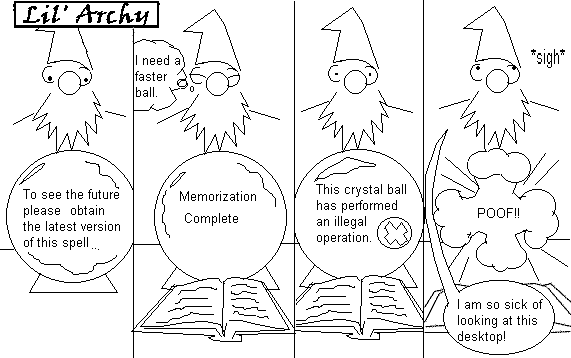 Lil' Archy
To see the future
please obtain
the latest version
of this spell...
I need a
faster
ball.
Memorization
Complete
This crystal ball
has performed
an illegal
operation.
*sigh*
POOF!!
I am so sick of
looking at this
desktop!